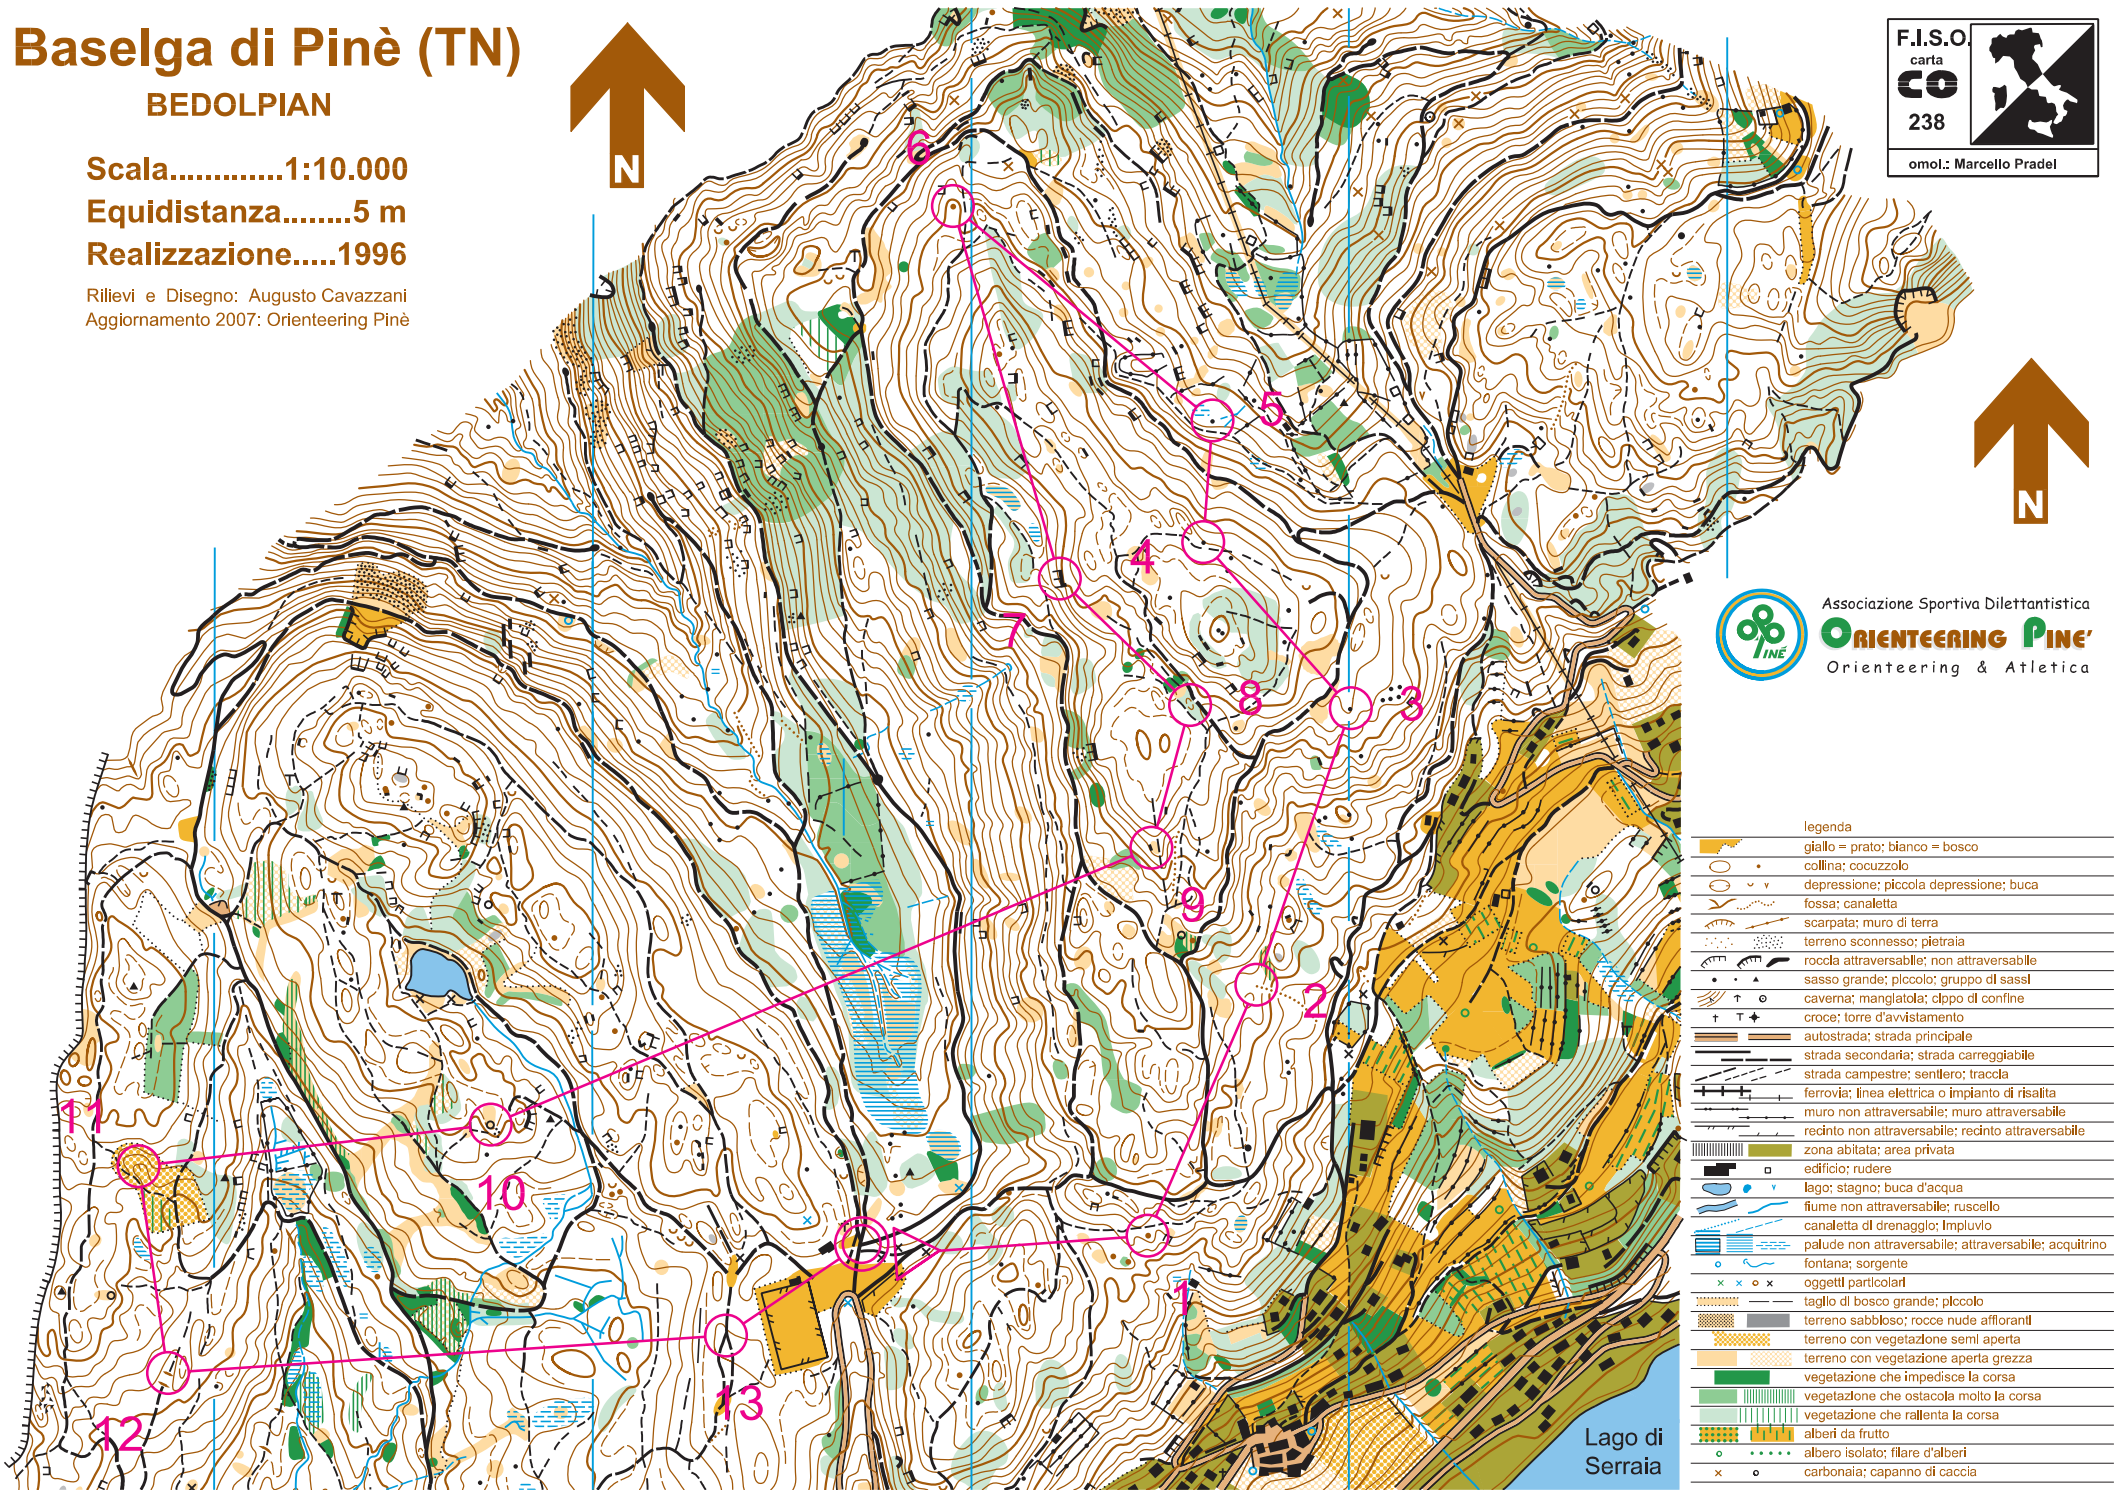 Baselga di Pinè (TN)
BEDOLPIAN
Scala.............1:10.000
Equidistanza........5 m
Realizzazione.....1996
Rilievi e Disegno: Augusto Cavazzani
Aggiornamento 2007: Orienteering Pinè
N
F.I.S.O.
carta
CO
238
omol.: Marcello Pradel
N
PINÉ
Associazione Sportiva Dilettantistica
ORIENTEERING PINE'
Orienteering & Atletica
6
5
4
7
8
3
9
2
11
10
1
13
12
Lago di
Serraia
legenda
giallo = prato; bianco = bosco
collina; cocuzzolo
depressione; piccola depressione; buca
fossa; canaletta
scarpata; muro di terra
terreno sconnesso; pietraia
roccia attraversabile; non attraversabile
sasso grande; piccolo; gruppo di sassi
caverna; mangiatoia; cippo di confine
croce; torre d'avvistamento
autostrada; strada principale
strada secondaria; strada carreggiabile
strada campestre; sentiero; traccia
ferrovia; linea elettrica o impianto di risalita
muro non attraversabile; muro attraversabile
recinto non attraversabile; recinto attraversabile
zona abitata; area privata
edificio; rudere
lago; stagno; buca d'acqua
fiume non attraversabile; ruscello
canaletta di drenaggio; impluvio
palude non attraversabile; attraversabile; acquitrino
fontana; sorgente
oggetti particolari
taglio di bosco grande; piccolo
terreno sabbioso; rocce nude affioranti
terreno con vegetazione semi aperta
terreno con vegetazione aperta grezza
vegetazione che impedisce la corsa
vegetazione che ostacola molto la corsa
vegetazione che rallenta la corsa
alberi da frutto
albero isolato; filare d'alberi
carbonaia; capanno di caccia